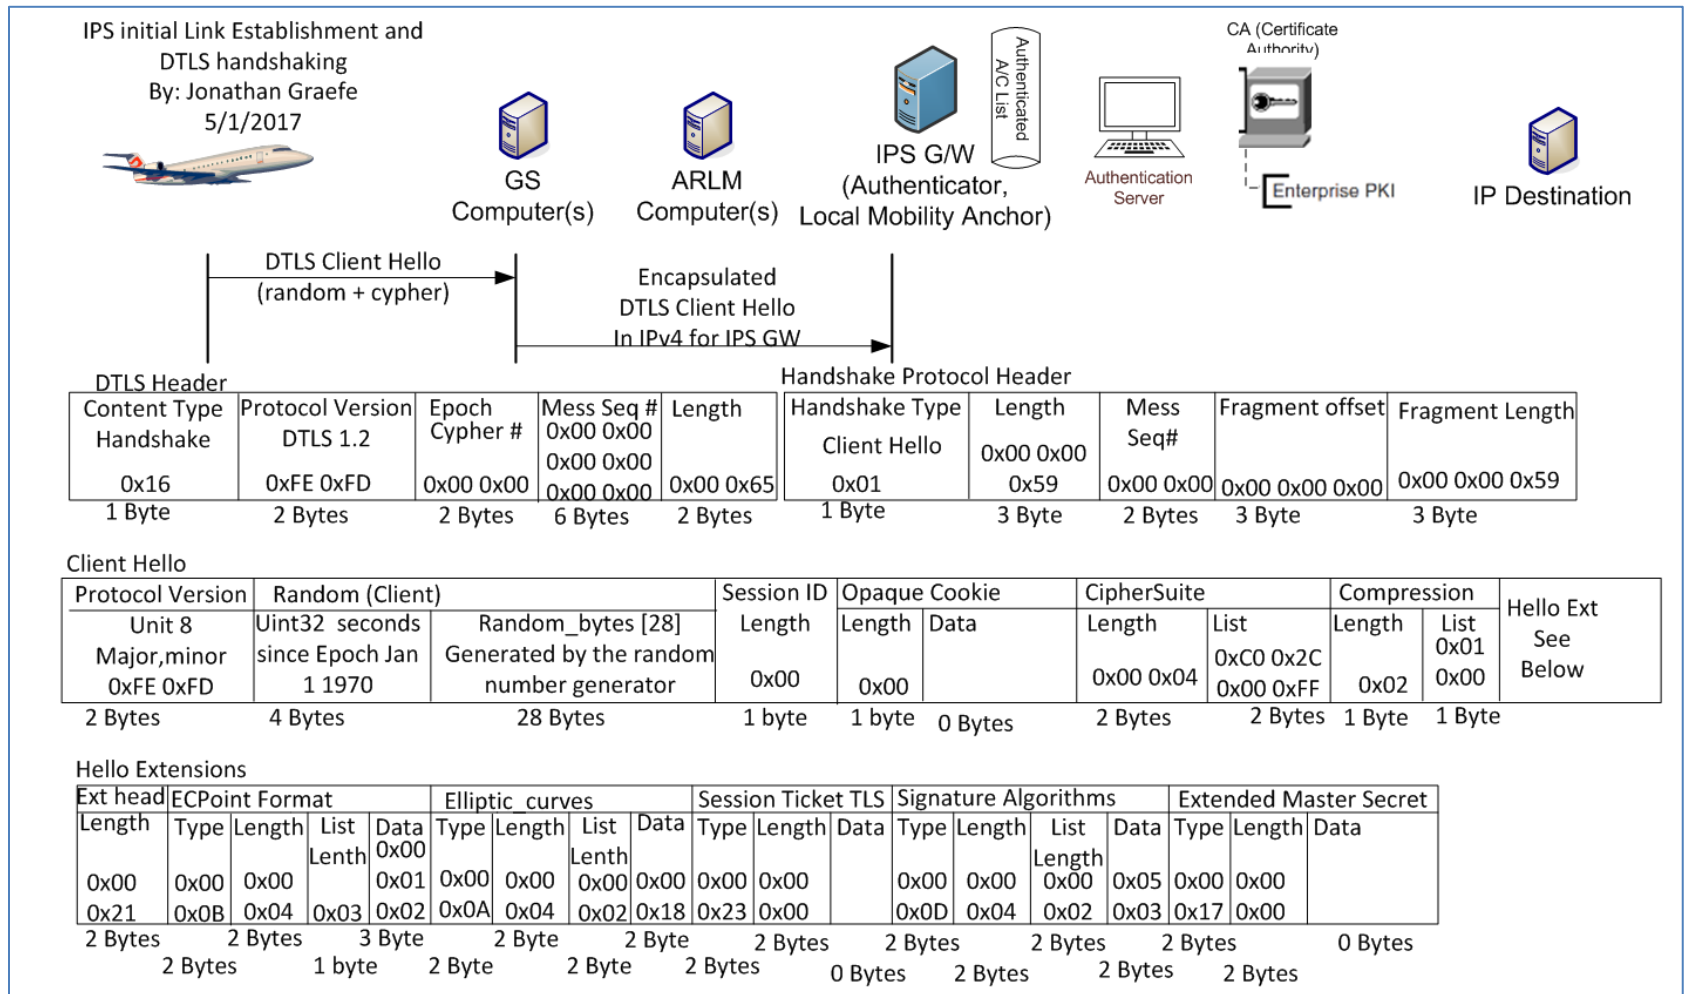 IPS initial Link Establishment and
DTLS handshaking
By: Jonathan Graefe
5/1/2017
GS
Computer(s)
ARLM
Computer(s)
IPS G/W
(Authenticator,
Local Mobility Anchor)
Authenticated
A/C List
Authentication
Server
CA (Certificate
Authority)
Enterprise PKI
IP Destination
DTLS Client Hello
(random + cypher)
Encapsulated
DTLS Client Hello
In IPv4 for IPS GW
DTLS Header
Content Type Protocol Version Epoch Mess Seq # Length
Handshake DTLS 1.2 Cypher # 0x00 0x00
0x00 0x00
0x16 0xFE 0xFD 0x00 0x00 0x00 0x00 0x00 0x65
1 Byte 2 Bytes 2 Bytes 6 Bytes 2 Bytes
Handshake Protocol Header
Handshake Type Length Mess Fragment offset Fragment Length
Client Hello 0x00 0x00 Seq#
0x01 0x59 0x00 0x00 0x00 0x00 0x00 0x00 0x00 0x59
1 Byte 3 Byte 2 Bytes 3 Byte 3 Byte
Client Hello
Protocol Version Random (Client) Session ID Opaque Cookie CipherSuite Compression Hello Ext
Unit 8 Uint32 seconds Random_bytes [28] Length Length Data Length List Length List See
Major,minor since Epoch Jan Generated by the random 0xC0 0x2C 0x01 Below
0xFE 0xFD 1 1970 number generator 0x00 0x00 0x00 0x04 0x00 0xFF 0x02 0x00
2 Bytes 4 Bytes 28 Bytes 1 byte 1 byte 0 Bytes 2 Bytes 2 Bytes 1 Byte 1 Byte
Hello Extensions
Ext head ECPoint Format Elliptic_curves Session Ticket TLS Signature Algorithms Extended Master Secret
Length Type Length List Data Type Length List Data Type Length Data Type Length List Data Type Length Data
Lenth 0x00 Lenth Length
0x00 0x00 0x00 0x01 0x00 0x00 0x00 0x00 0x00 0x00 0x00 0x00 0x00 0x05 0x00 0x00
0x21 0x0B 0x04 0x03 0x02 0x0A 0x04 0x02 0x18 0x23 0x00 0x0D 0x04 0x02 0x03 0x17 0x00
2 Bytes 2 Bytes 3 Byte 2 Byte 2 Byte 2 Bytes 2 Bytes 2 Bytes 2 Bytes 0 Bytes
2 Bytes 1 byte 2 Byte 2 Byte 2 Bytes 0 Bytes 2 Bytes 2 Bytes 2 Bytes